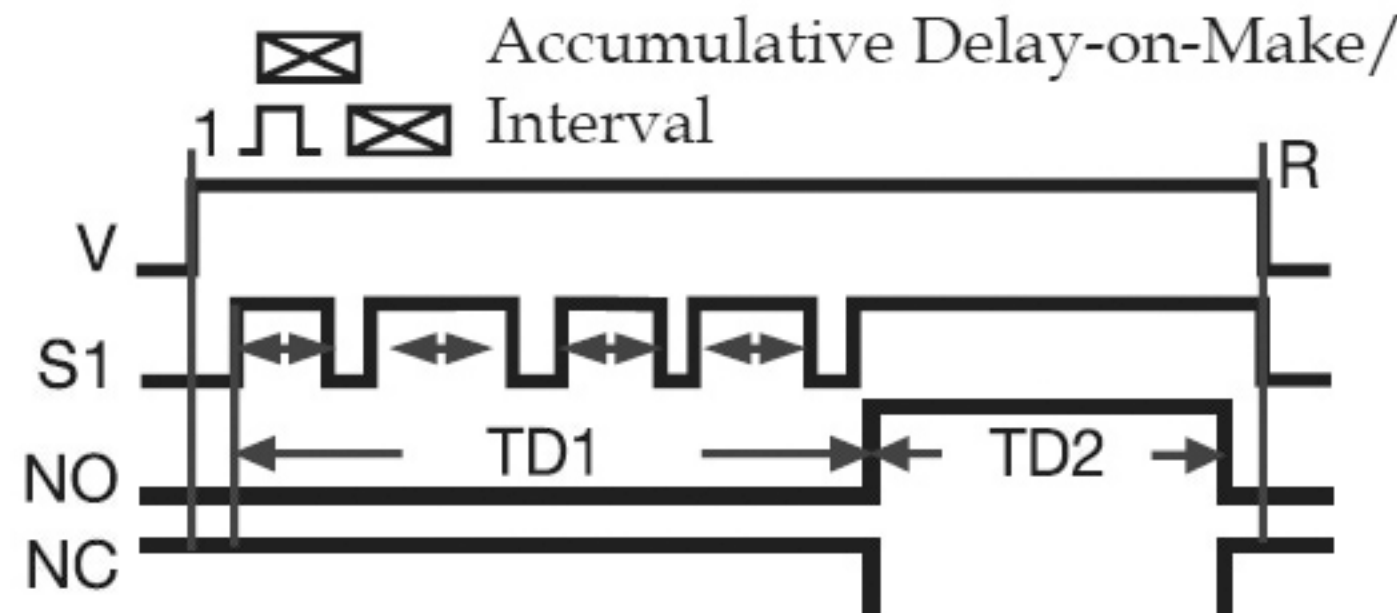 Accumulative Delay-on-Make/
1 Interval
R
V
S1
TD1 TD2
NO
NC